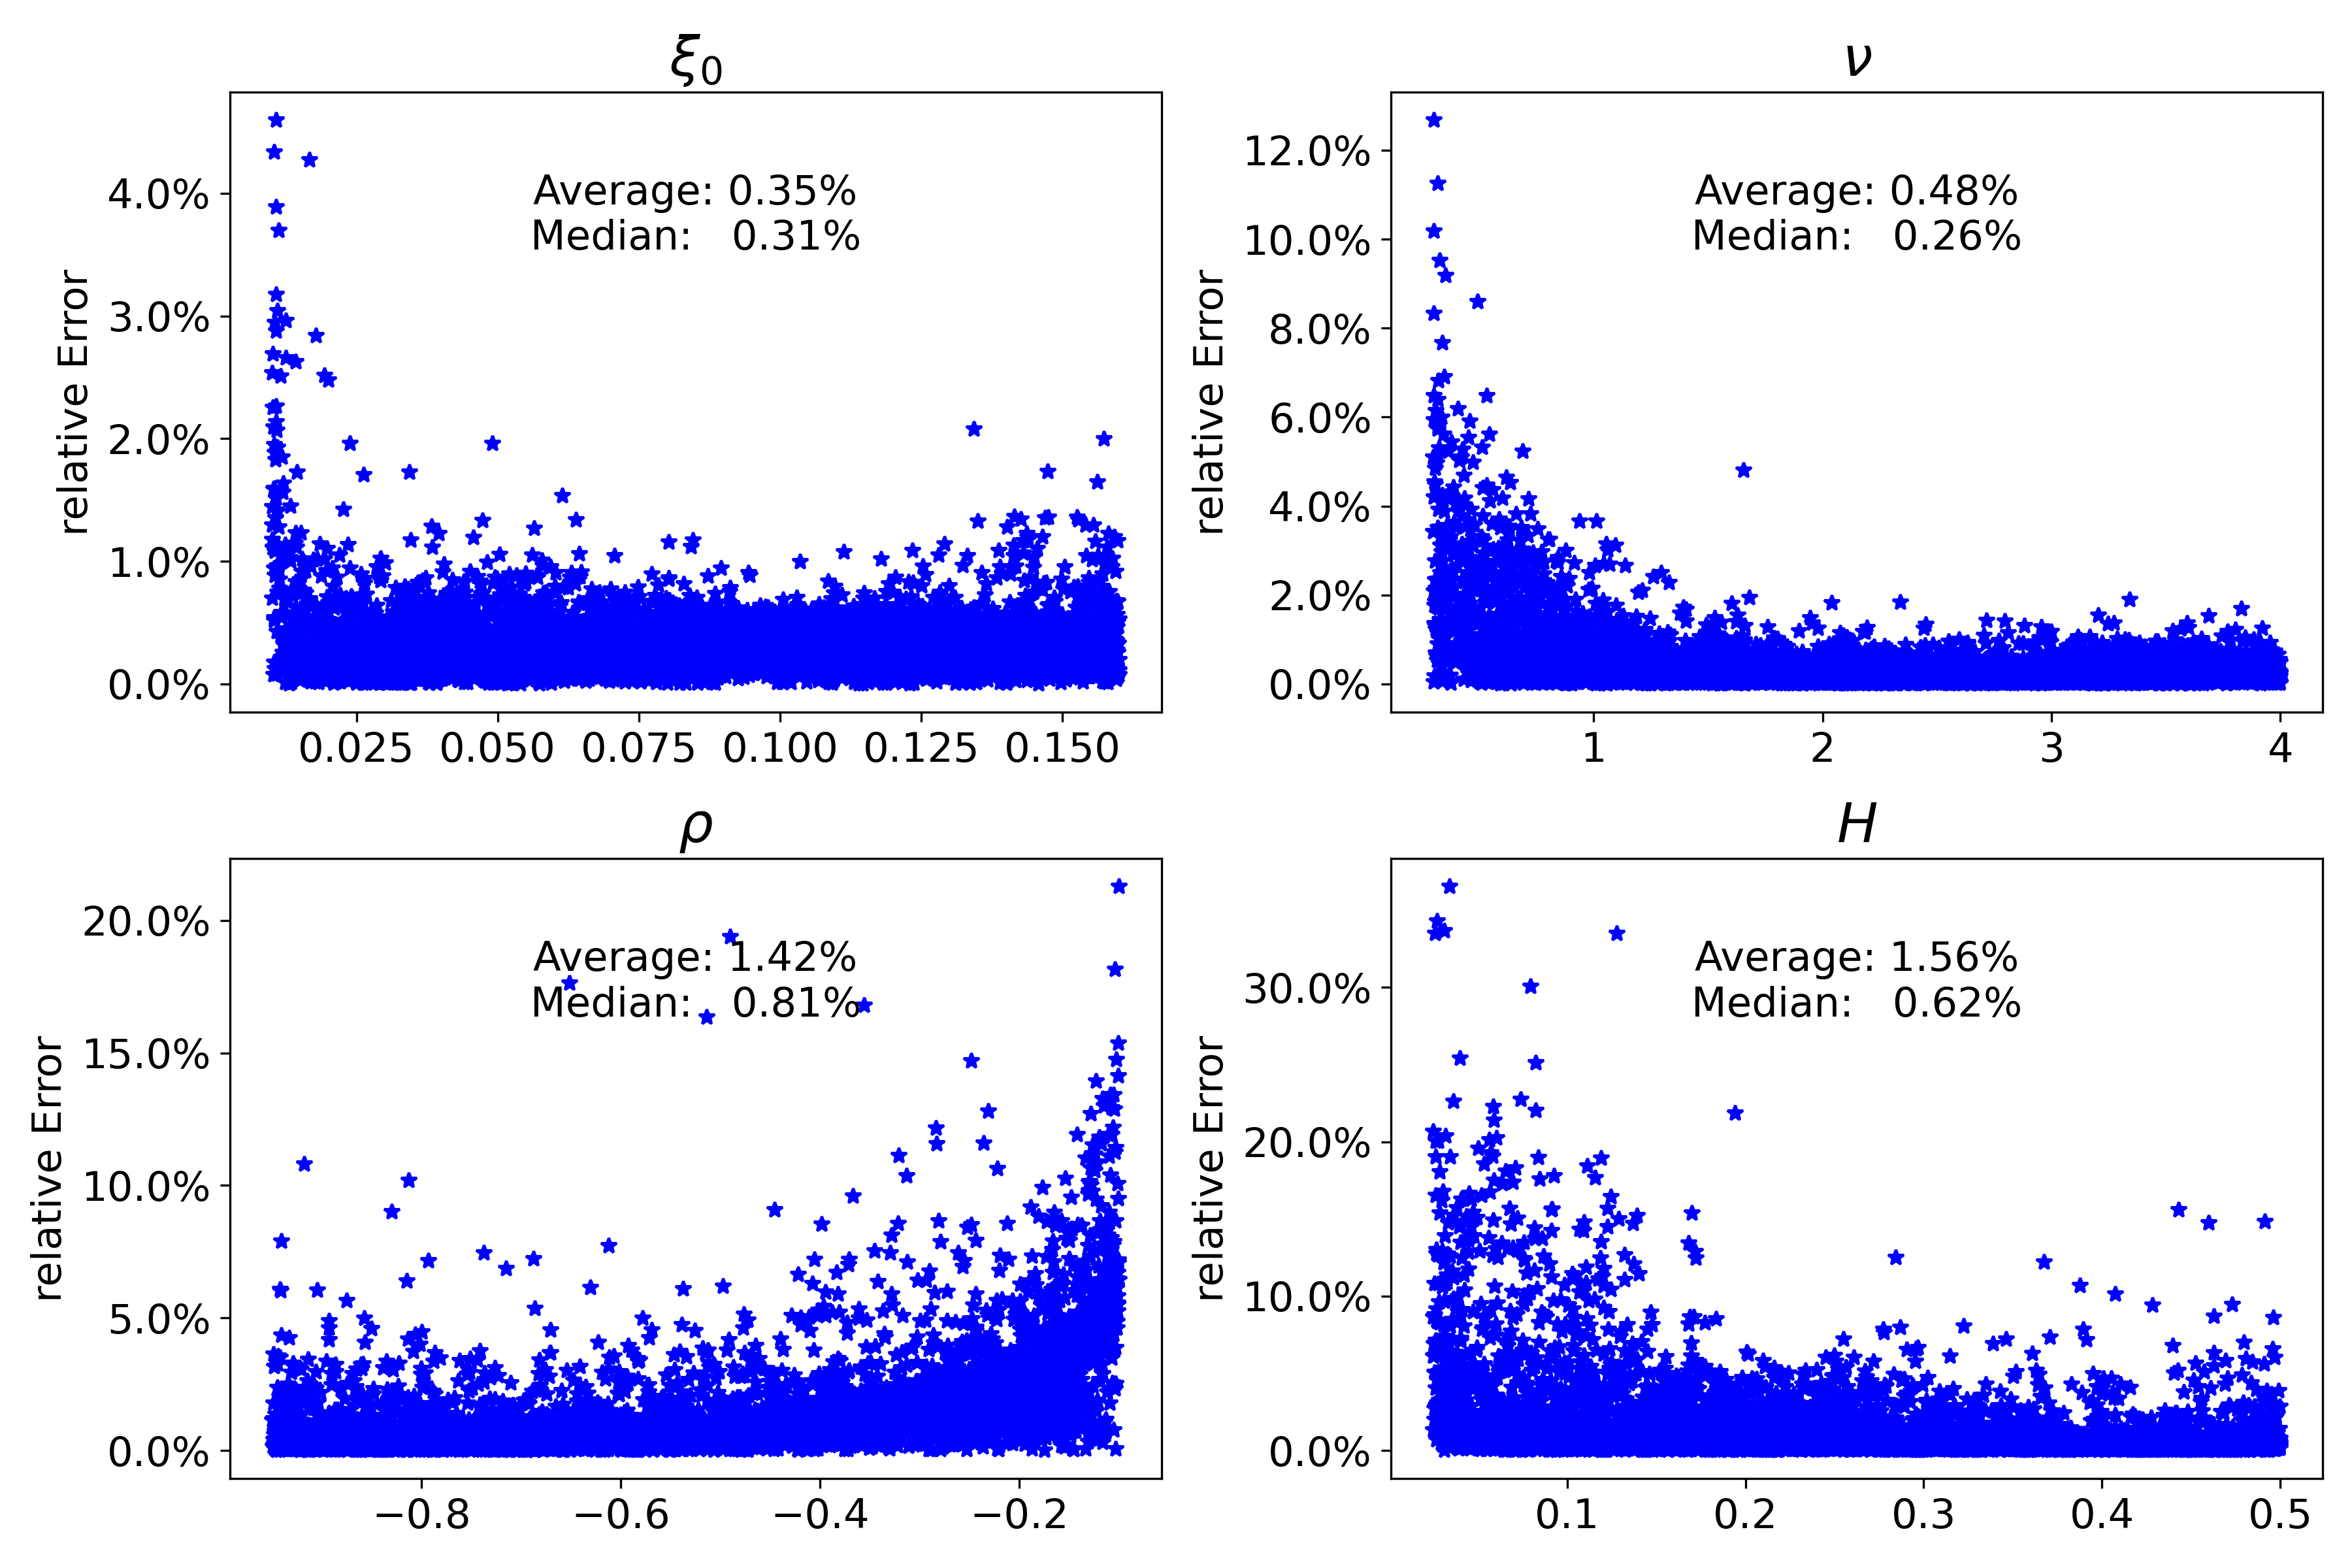 ξ₀
4.0%
3.0%
2.0%
1.0%
0.0%
relative Error
Average: 0.35%
Median: 0.31%
0.025 0.050 0.075 0.100 0.125 0.150
ν
12.0%
10.0%
8.0%
6.0%
4.0%
2.0%
0.0%
relative Error
Average: 0.48%
Median: 0.26%
1 2 3 4
ρ
20.0%
15.0%
10.0%
5.0%
0.0%
relative Error
Average: 1.42%
Median: 0.81%
−0.8 −0.6 −0.4 −0.2
H
30.0%
20.0%
10.0%
0.0%
relative Error
Average: 1.56%
Median: 0.62%
0.1 0.2 0.3 0.4 0.5